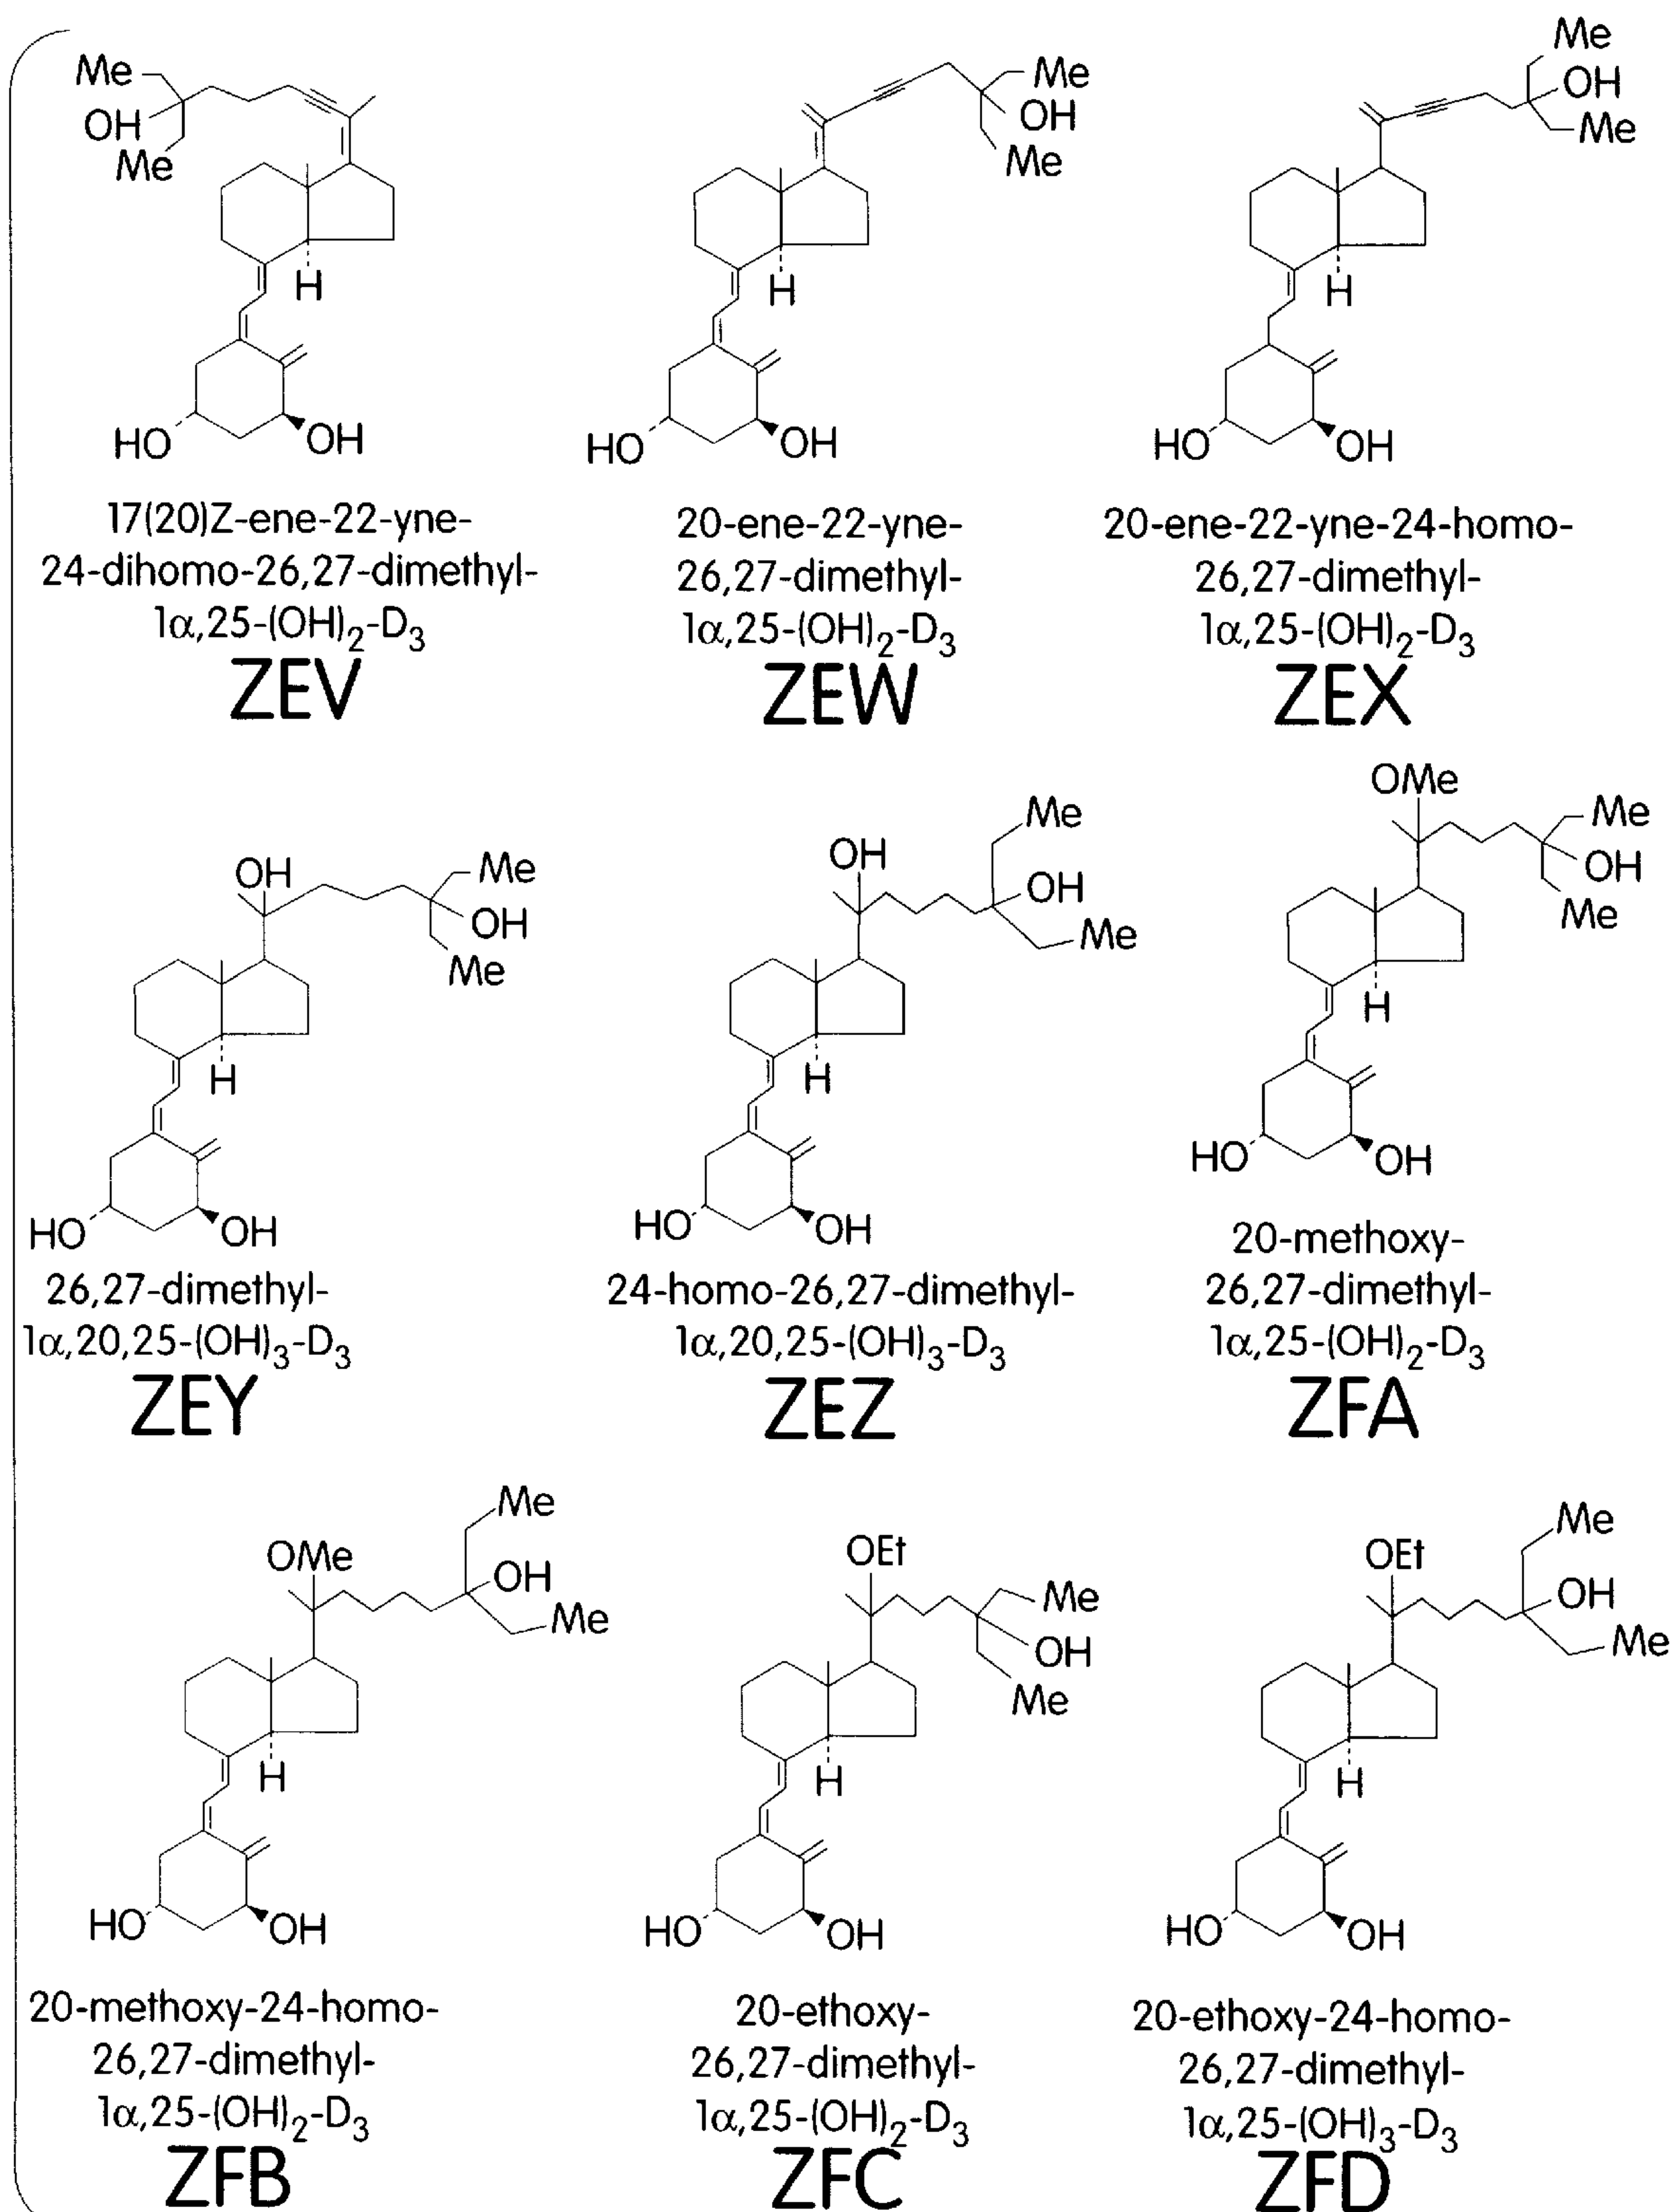 Me
OH
Me
H
HO
OH
17(20)Z-ene-22-yne-
24-dihomo-26,27-dimethyl-
1α,25-(OH)2-D3
ZEV
Me
OH
Me
H
HO
OH
20-ene-22-yne-
26,27-dimethyl-
1α,25-(OH)2-D3
ZEW
Me
OH
Me
H
HO
OH
20-ene-22-yne-24-homo-
26,27-dimethyl-
1α,25-(OH)2-D3
ZEX
OH
Me
OH
Me
H
HO
OH
26,27-dimethyl-
1α,20,25-(OH)3-D3
ZEY
Me
OH
OH
Me
H
HO
OH
24-homo-26,27-dimethyl-
1α,20,25-(OH)3-D3
ZEZ
OMe
Me
OH
Me
H
HO
OH
20-methoxy-
26,27-dimethyl-
1α,25-(OH)2-D3
ZFA
Me
OMe
OH
Me
H
HO
OH
20-methoxy-24-homo-
26,27-dimethyl-
1α,25-(OH)2-D3
ZFB
OEt
Me
OH
Me
H
HO
OH
20-ethoxy-
26,27-dimethyl-
1α,25-(OH)2-D3
ZFC
Me
OEt
OH
Me
H
HO
OH
20-ethoxy-24-homo-
26,27-dimethyl-
1α,25-(OH)3-D3
ZFD